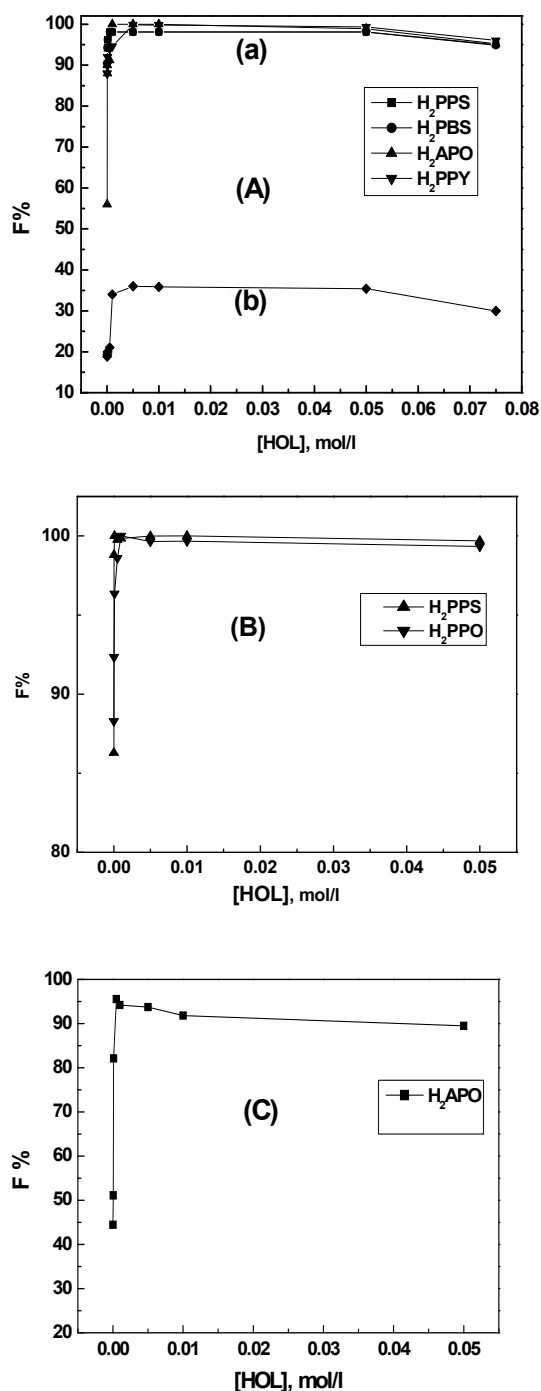 100
90
80
70
60
50
40
30
20
10
F%
(a)
H₂PPS
H₂PBS
H₂APO
H₂PPY
(A)
(b)
0.00 0.01 0.02 0.03 0.04 0.05 0.06 0.07 0.08
[HOL], mol/l
100
90
80
F%
H₂PPS
H₂PPO
(B)
0.00 0.01 0.02 0.03 0.04 0.05
[HOL], mol/l
100
90
80
70
60
50
40
30
20
F %
H₂APO
(C)
0.00 0.01 0.02 0.03 0.04 0.05
[HOL], mol/l